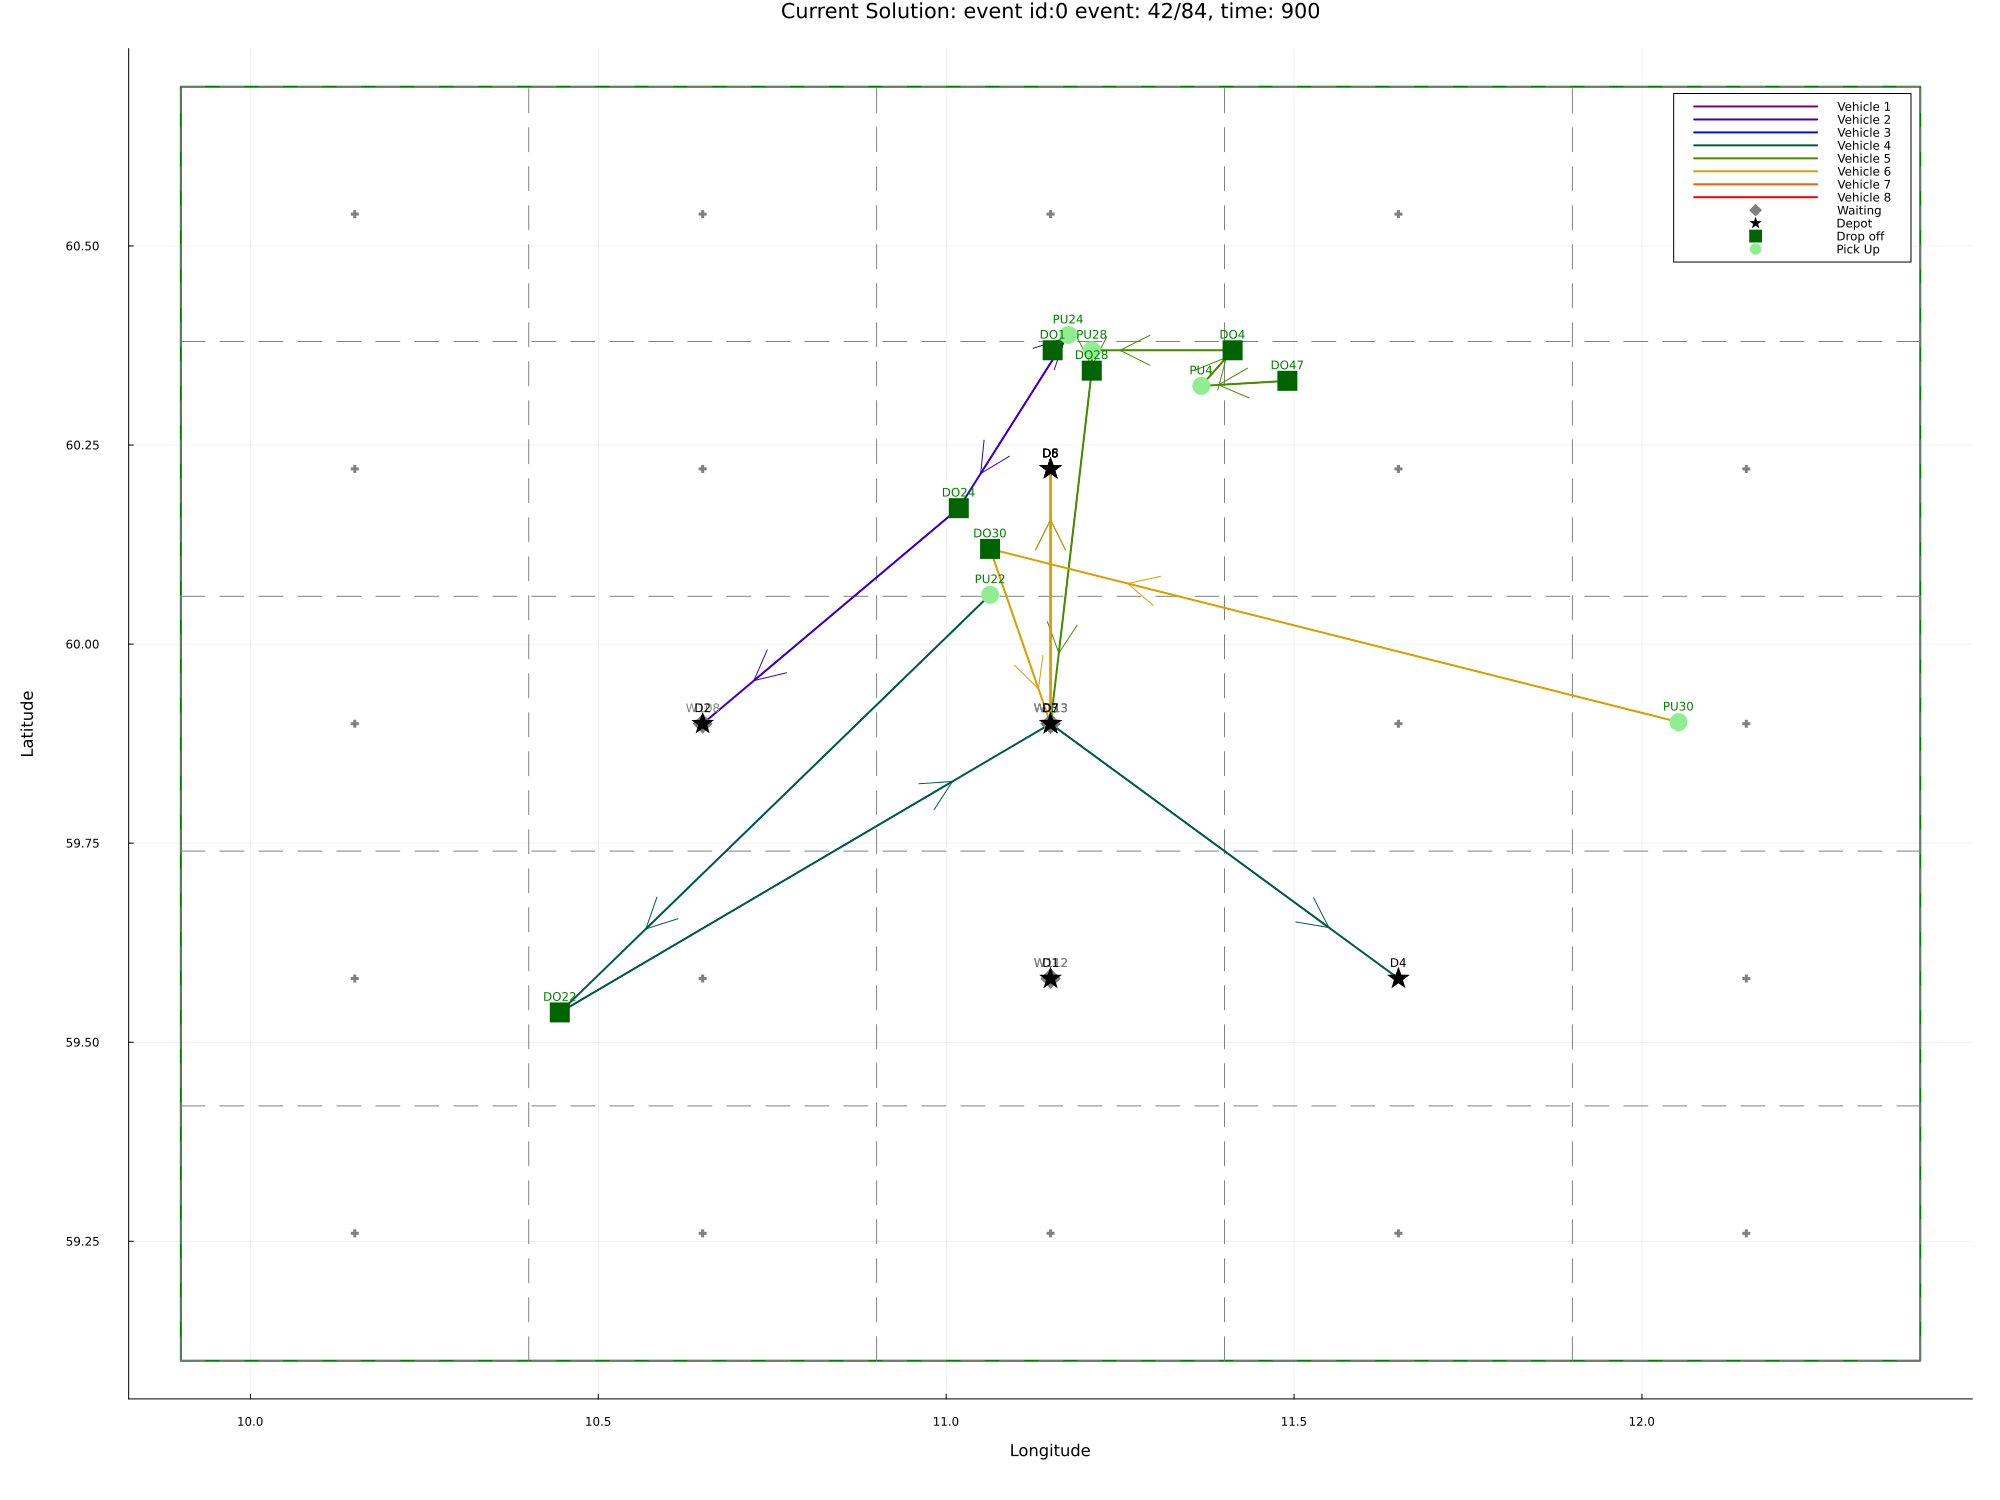 Current Solution: event id:0 event: 42/84, time: 900
Vehicle 1
Vehicle 2
Vehicle 3
Vehicle 4
Vehicle 5
Vehicle 6
Vehicle 7
Vehicle 8
Waiting
Depot
Drop off
Pick Up
60.50
PU24
DO1 PU28 DO4
DO28
PU4 DO47
60.25
DO24
DO30
PU22
60.00
D2
PU30
Latitude
59.75
D1
D4
DO22
59.50
59.25
10.0 10.5 11.0 11.5 12.0
Longitude